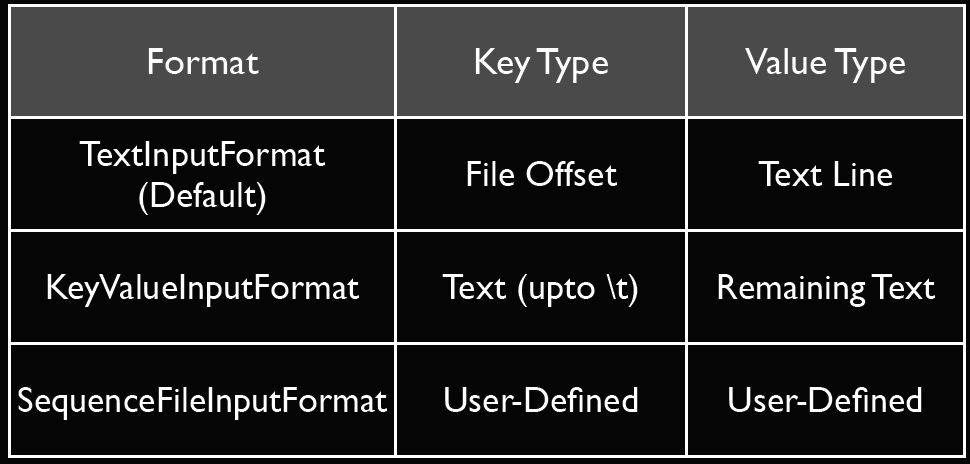 Format Key Type Value Type
TextInputFormat
(Default)
File Offset
Text Line
KeyValueInputFormat Text (upto \t) Remaining Text
SequenceFileInputFormat User-Defined User-Defined